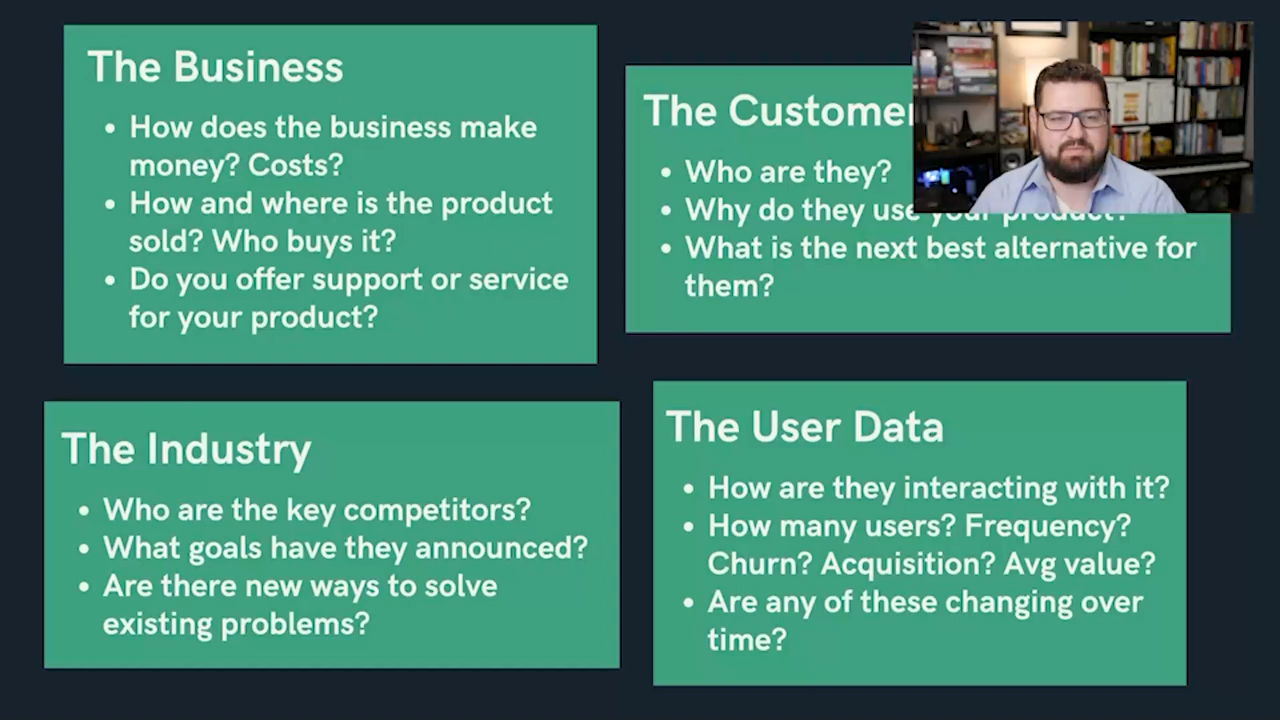 The Business
• How does the business make
money? Costs?
• How and where is the product
sold? Who buys it?
• Do you offer support or service
for your product?
The Customer
• Who are they?
• Why do they use your product?
• What is the next best alternative for
them?
The Industry
• Who are the key competitors?
• What goals have they announced?
• Are there new ways to solve
existing problems?
The User Data
• How are they interacting with it?
• How many users? Frequency?
Churn? Acquisition? Avg value?
• Are any of these changing over
time?